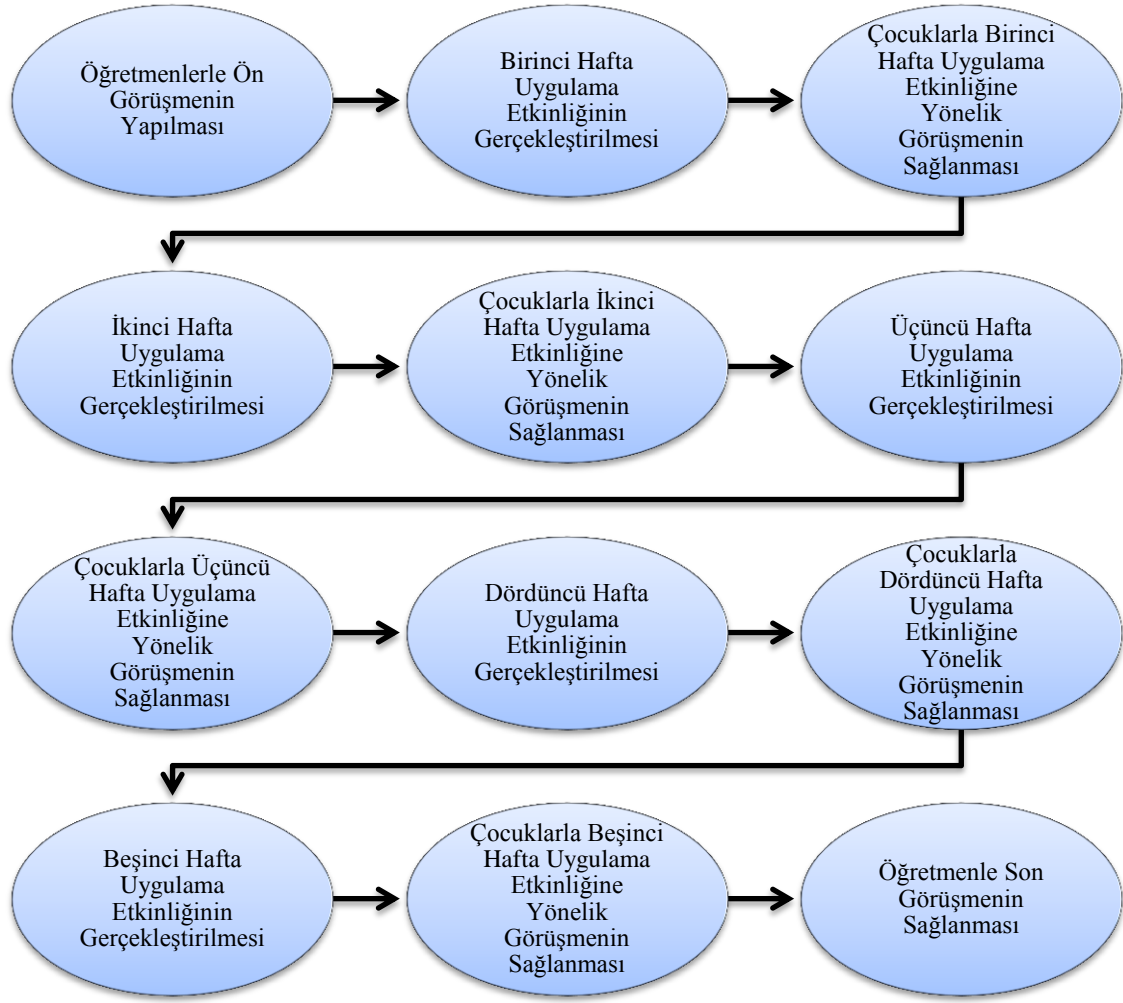 Öğretmenlerle Ön
Görüşmenin
Yapılması
Birinci Hafta
Uygulama
Etkinliğinin
Gerçekleştirilmesi
Çocuklarla Birinci
Hafta Uygulama
Etkinliğine
Yönelik
Görüşmenin
Sağlanması
İkinci Hafta
Uygulama
Etkinliğinin
Gerçekleştirilmesi
Çocuklarla İkinci
Hafta Uygulama
Etkinliğine
Yönelik
Görüşmenin
Sağlanması
Üçüncü Hafta
Uygulama
Etkinliğinin
Gerçekleştirilmesi
Çocuklarla Üçüncü
Hafta Uygulama
Etkinliğine
Yönelik
Görüşmenin
Sağlanması
Dördüncü Hafta
Uygulama
Etkinliğinin
Gerçekleştirilmesi
Çocuklarla
Dördüncü Hafta
Uygulama
Etkinliğine
Yönelik
Görüşmenin
Sağlanması
Beşinci Hafta
Uygulama
Etkinliğinin
Gerçekleştirilmesi
Çocuklarla Beşinci
Hafta Uygulama
Etkinliğine
Yönelik
Görüşmenin
Sağlanması
Öğretmenle Son
Görüşmenin
Sağlanması